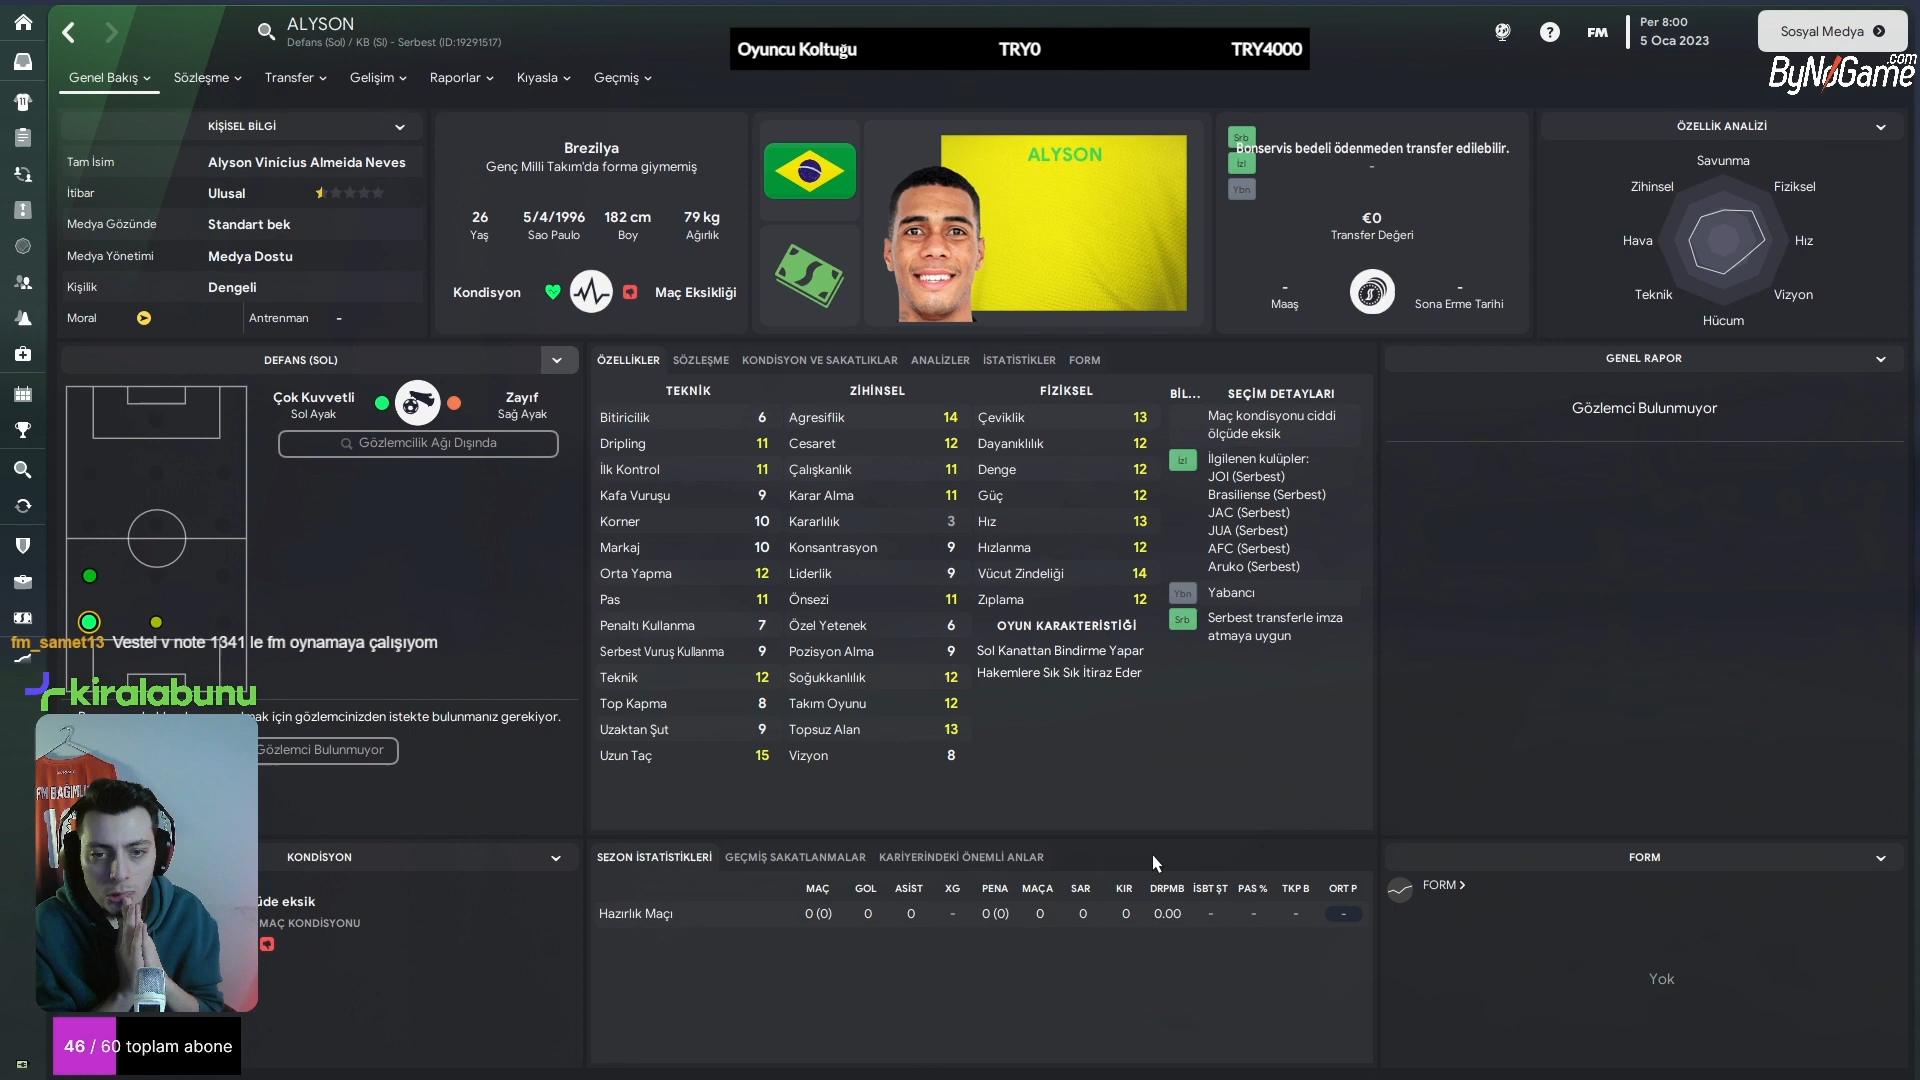 ALYSON
Defans (Sol) / KB (Sl) - Serbest (ID:19291517)
Oyuncu Koltuğu TRY0 TRY4000
FM
Per 8:00
5 Oca 2023
Sosyal Medya
ByNoGame.com
Genel Bakış Sözleşme Transfer Gelişim Raporlar Kıyasla Geçmiş
KİŞİSEL BİLGİ
Tam İsim Alyson Vinícius Almeida Neves
İtibar Ulusal
Medya Gözünde Standart bek
Medya Yönetimi Medya Dostu
Kişilik Dengeli
Moral Antrenman -
Brezilya
Genç Milli Takım'da forma giymemiş
26 5/4/1996 182 cm 79 kg
Yaş Sao Paulo Boy Ağırlık
Kondisyon Maç Eksikliği
ALYSON
Srb
Bonservis bedeli ödenmeden transfer edilebilir.
İzl
-
Ybn
€0
Transfer Değeri
- -
Maaş Sona Erme Tarihi
ÖZELLİK ANALİZİ
Savunma
Zihinsel Fiziksel
Hava Hız
Teknik Vizyon
Hücum
DEFANS (SOL)
Çok Kuvvetli Zayıf
Sol Ayak Sağ Ayak
Gözlemcilik Ağı Dışında
fm_samet13 Vestel v note 1341 le fm oynamaya çalışıyom
kiralabunu
mak için gözlemcinizden istekte bulunmanız gerekiyor.
Gözlemci Bulunmuyor
ÖZELLİKLER SÖZLEŞME KONDİSYON VE SAKATLIKLAR ANALİZLER İSTATİSTİKLER FORM
TEKNİK ZİHİNSEL FİZİKSEL
Bitiricilik 6 Agresiflik 14 Çeviklik 13
Dripling 11 Cesaret 12 Dayanıklılık 12
İlk Kontrol 11 Çalışkanlık 11 Denge 12
Kafa Vuruşu 9 Karar Alma 11 Güç 12
Korner 10 Kararlılık 3 Hız 13
Markaj 10 Konsantrasyon 9 Hızlanma 12
Orta Yapma 12 Liderlik 9 Vücut Zindeliği 14
Pas 11 Önsezi 11 Zıplama 12
Penaltı Kullanma 7 Özel Yetenek 6 OYUN KARAKTERİSTİĞİ
Serbest Vuruş Kullanma 9 Pozisyon Alma 9 Sol Kanattan Bindirme Yapar
Teknik 12 Soğukkanlılık 12 Hakemlere Sık Sık İtiraz Eder
Top Kapma 8 Takım Oyunu 12
Uzaktan Şut 9 Topsuz Alan 13
Uzun Taç 15 Vizyon 8
BİL... SEÇİM DETAYLARI
Maç kondisyonu ciddi
ölçüde eksik
İzl İlgilenen kulüpler:
JOI (Serbest)
Brasiliense (Serbest)
JAC (Serbest)
JUA (Serbest)
AFC (Serbest)
Aruko (Serbest)
Ybn Yabancı
Srb Serbest transferle imza
atmaya uygun
GENEL RAPOR
Gözlemci Bulunmuyor
FM BAĞIMLI
KONDİSYON
üde eksik
MAÇ KONDİSYONU
46 / 60 toplam abone
SEZON İSTATİSTİKLERİ GEÇMİŞ SAKATLANMALAR KARİYERİNDEKİ ÖNEMLİ ANLAR
MAÇ GOL ASİST XG PENA MAÇA SAR KIR DRPMB İSBT ŞT PAS % TKP B ORT P
Hazırlık Maçı 0 (0) 0 0 - 0 (0) 0 0 0 0.00 - - - -
FORM
FORM
Yok